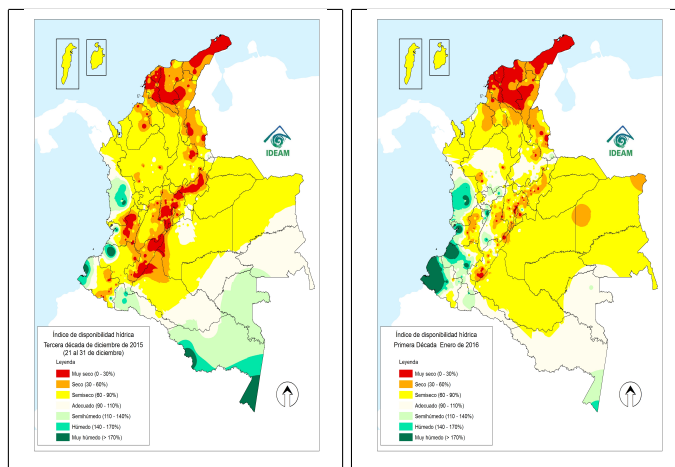 IDEAM
Índice de disponibilidad hídrica
Tercera década de diciembre de 2015
(21 al 31 de diciembre)
Leyenda
Muy seco (0 - 30%)
Seco (30 - 60%)
Semiseco (60 - 90%)
Adecuado (90 - 110%)
Semihúmedo (110 - 140%)
Húmedo (140 - 170%)
Muy húmedo (> 170%)
IDEAM
Índice de disponibilidad hídrica
Primera Década Enero de 2016
Leyenda
Muy seco (0 - 30%)
Seco (30 - 60%)
Semiseco (60 - 90%)
Adecuado (90 - 110%)
Semihúmedo (110 - 140%)
Húmedo (140 - 170%)
Muy húmedo (> 170%)